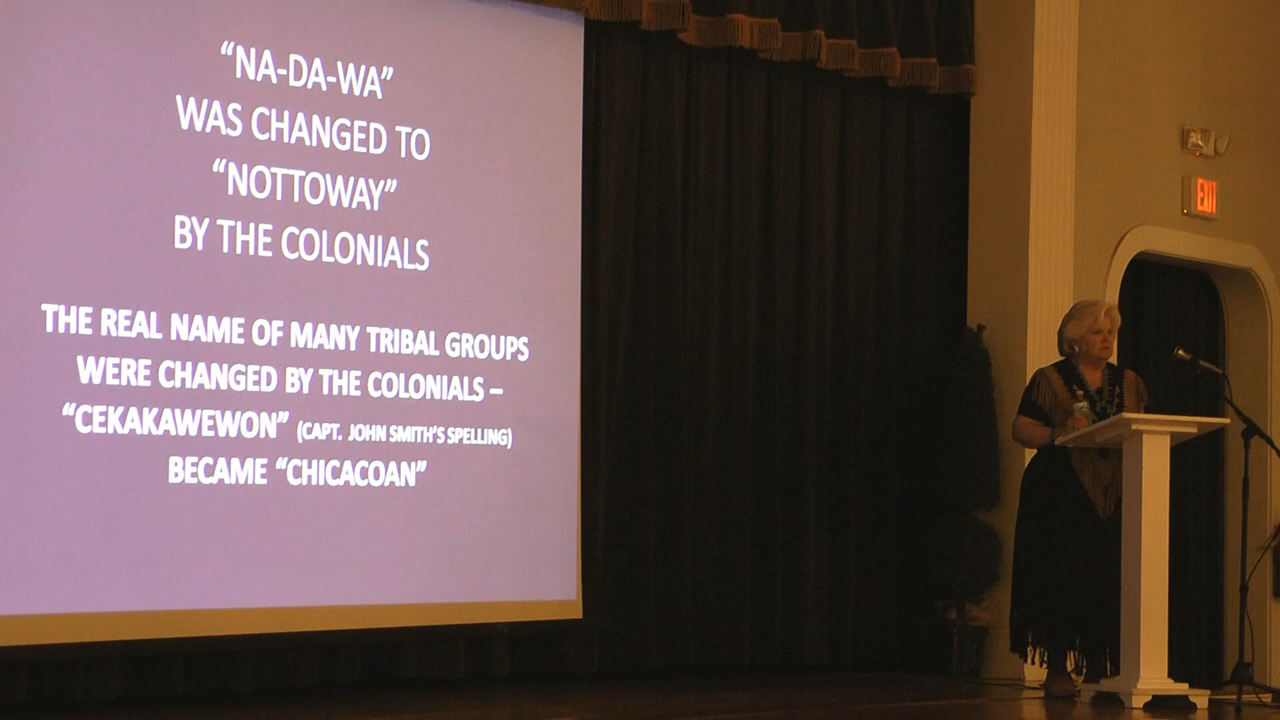 “NA-DA-WA”
WAS CHANGED TO
“NOTTOWAY”
BY THE COLONIALS
THE REAL NAME OF MANY TRIBAL GROUPS
WERE CHANGED BY THE COLONIALS –
“CEKAKAWEWON” (CAPT. JOHN SMITH’S SPELLING)
BECAME “CHICACOAN”
EXIT